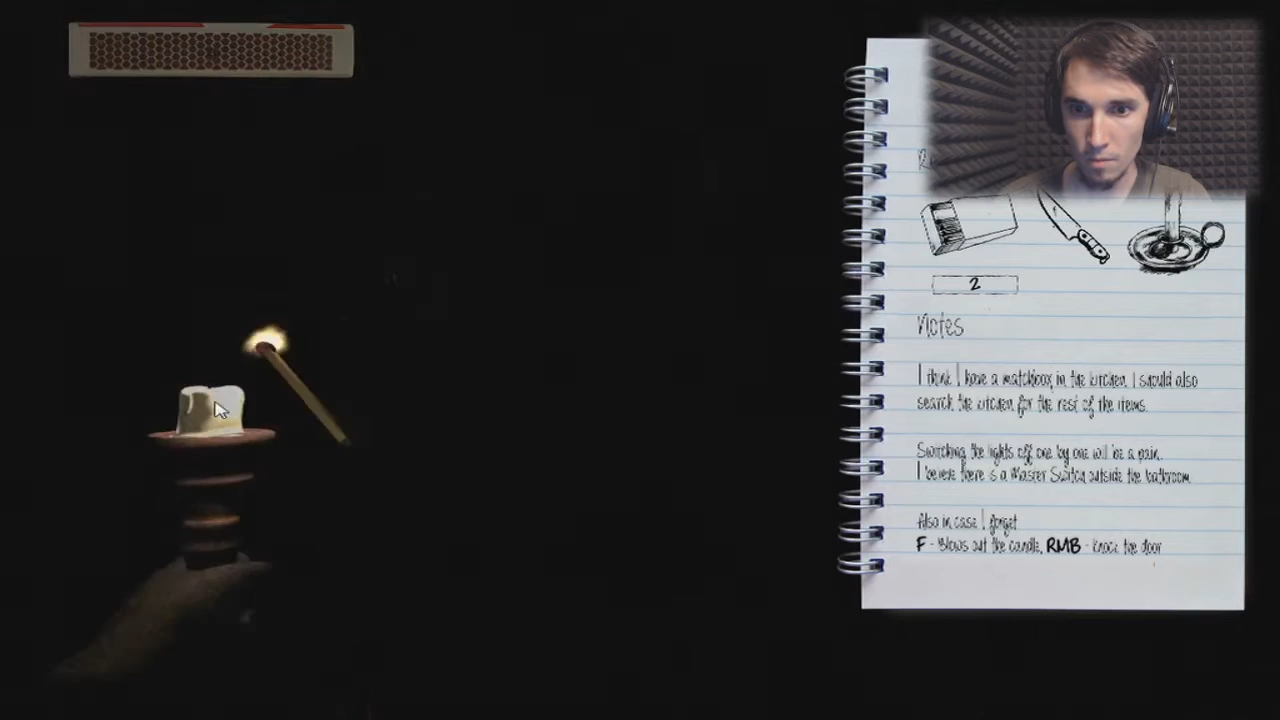 2
Notes
I think I have a matchbox in the kitchen. I should also
search the kitchen for the rest of the items.
Switching the lights off one by one will be a pain.
I beleve there is a Master Switch outside the bathroom.
Also in case I forget
F - Blows out the candle, RMB - knock the door